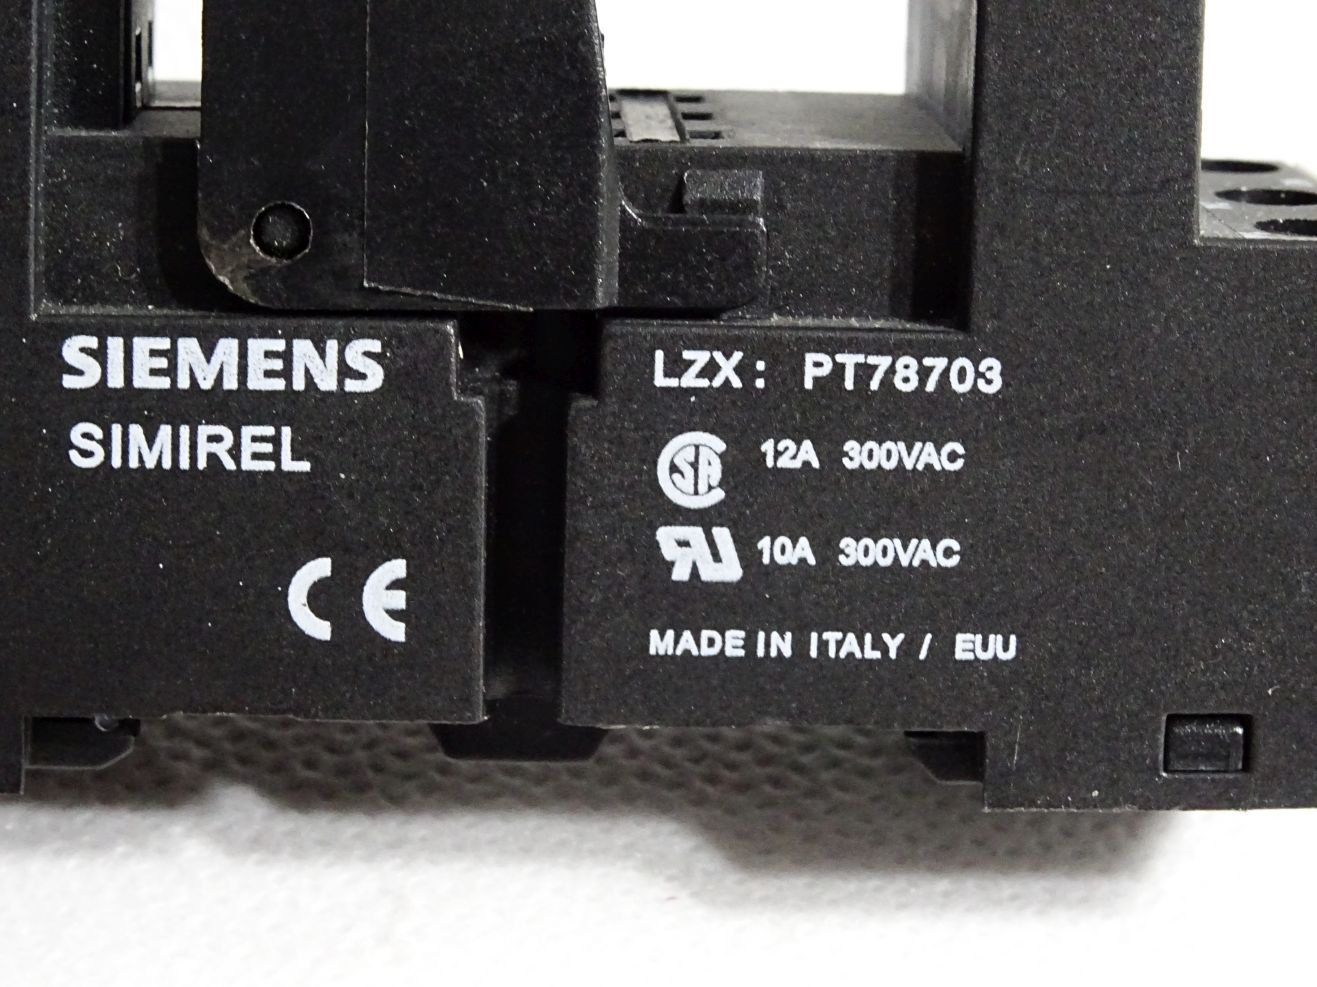 SIEMENS
SIMIREL
CE
LZX: PT78703
12A 300VAC
10A 300VAC
MADE IN ITALY / EUU